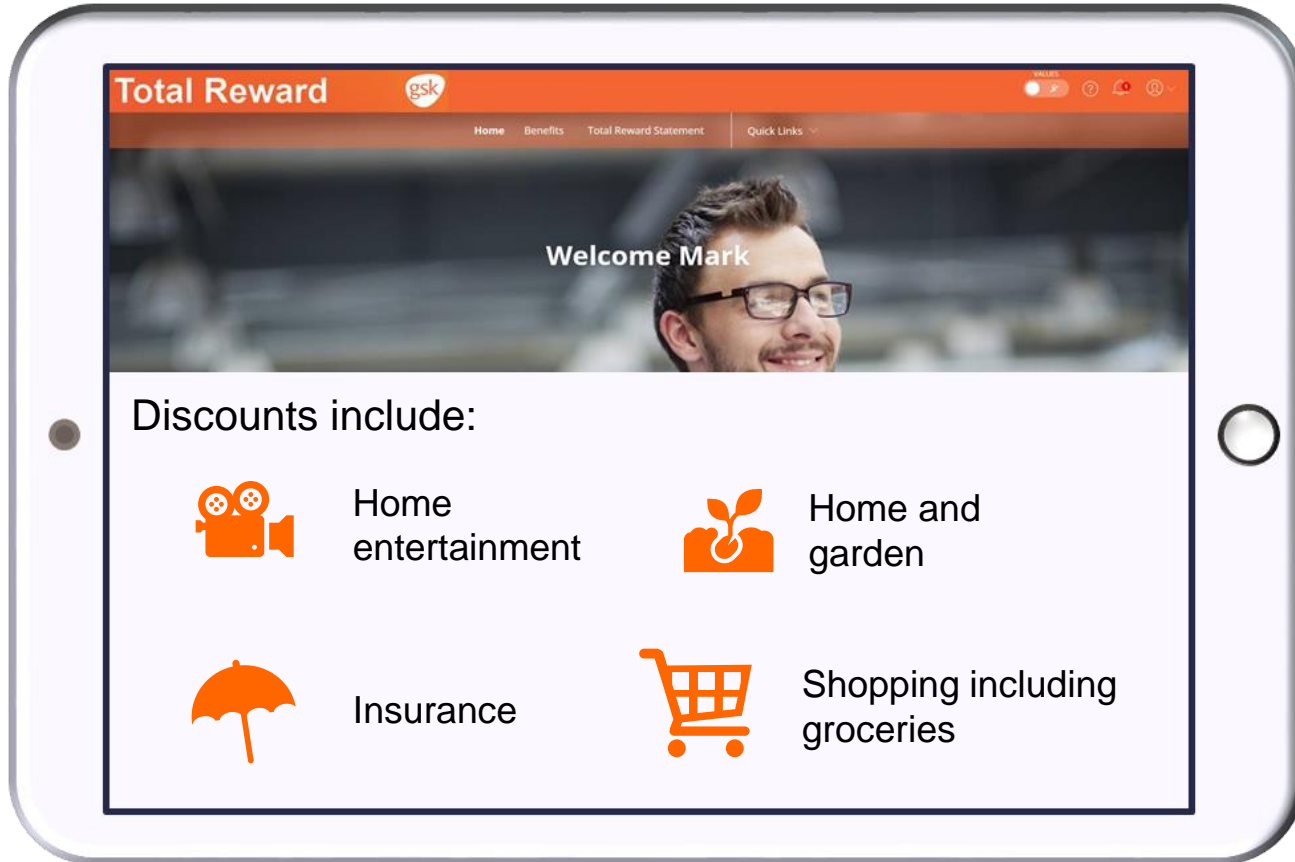 Total Reward
gsk
VALUES
Home Benefits Total Reward Statement Quick Links
Welcome Mark
Discounts include:
Home
entertainment
Home and
garden
Insurance
Shopping including
groceries